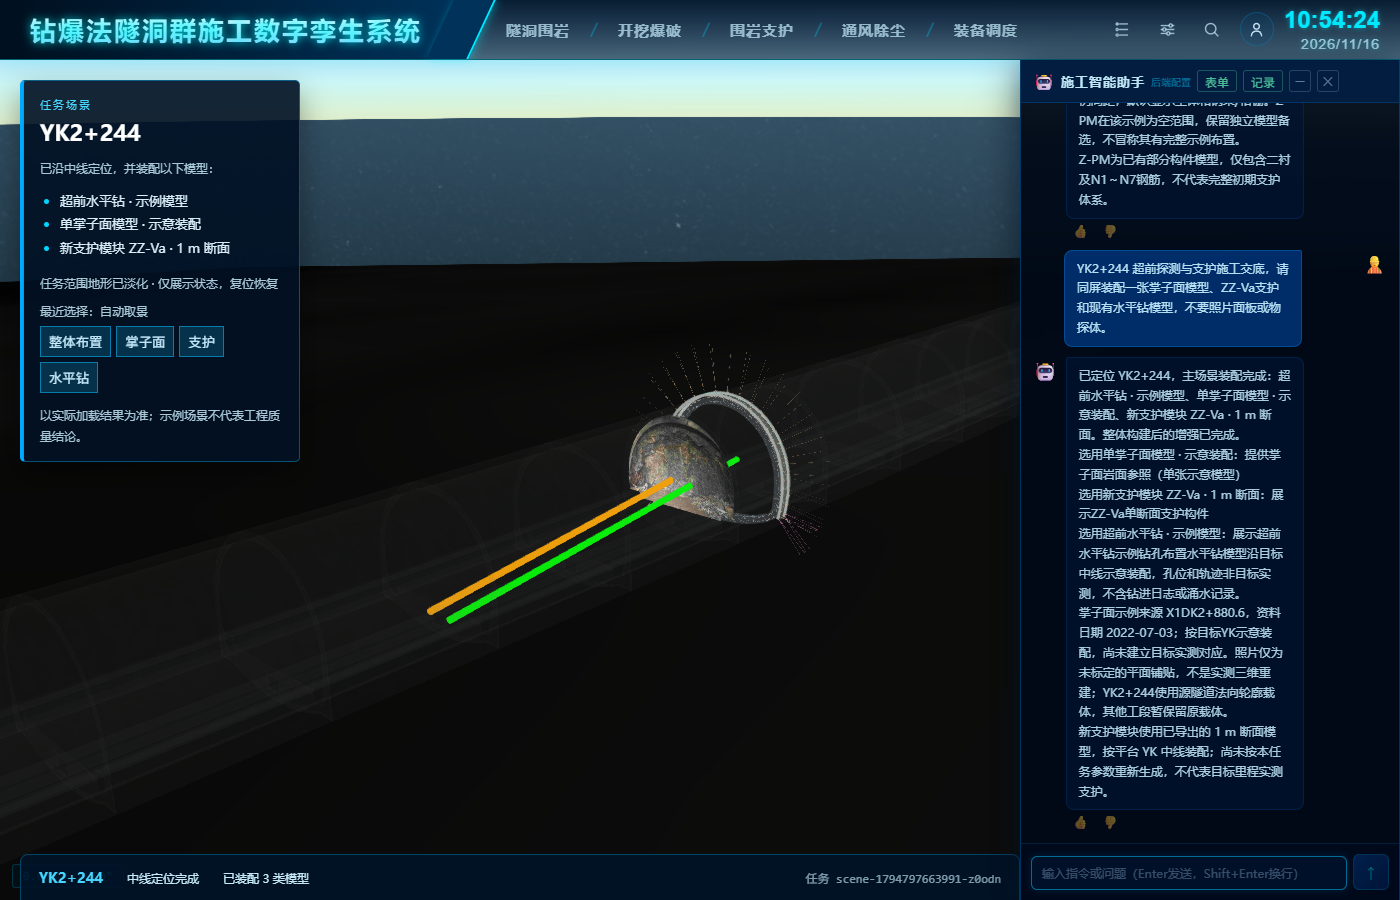 钻爆法隧洞群施工数字孪生系统
隧洞围岩 / 开挖爆破 / 围岩支护 / 通风除尘 / 装备调度
10:54:24
2026/11/16
任务场景
YK2+244
已沿中线定位，并装配以下模型：
• 超前水平钻 · 示例模型
• 单掌子面模型 · 示意装配
• 新支护模块 ZZ-Va · 1 m 断面
任务范围地形已淡化 · 仅展示状态，复位恢复
最近选择：自动取景
整体布置 掌子面 支护
水平钻
以实际加载结果为准；示例场景不代表工程质
量结论。
YK2+244 中线定位完成 已装配 3 类模型
任务 scene-1794797663991-z0odn
施工智能助手 后端配置 表单 记录
PM在该示例为空范围，保留独立模型备
选，不冒称其有完整示例布置。
Z-PM为已有部分构件模型，仅包含二衬
及N1～N7钢筋，不代表完整初期支护
体系。
YK2+244 超前探测与支护施工交底，请
同屏装配一张掌子面模型、ZZ-Va支护
和现有水平钻模型，不要照片面板或物
探体。
已定位 YK2+244，主场景装配完成：超
前水平钻 · 示例模型、单掌子面模型 · 示
意装配、新支护模块 ZZ-Va · 1 m 断
面。整体构建后的增强已完成。
选用单掌子面模型 · 示意装配：提供掌
子面岩面参照（单张示意模型）
选用新支护模块 ZZ-Va · 1 m 断面：展
示ZZ-Va单断面支护构件
选用超前水平钻 · 示例模型：展示超前
水平钻示例钻孔布置水平钻模型沿目标
中线示意装配，孔位和轨迹非目标实
测，不含钻进日志或涌水记录。
掌子面示例来源 X1DK2+880.6，资料
日期 2022-07-03；按目标YK示意装
配，尚未建立目标实测对应。照片仅为
未标定的平面铺贴，不是实测三维重
建；YK2+244使用源隧道法向轮廓载
体，其他工段暂保留原载体。
新支护模块使用已导出的 1 m 断面模
型，按平台 YK 中线装配；尚未按本任
务参数重新生成，不代表目标里程实测
支护。
输入指令或问题（Enter发送，Shift+Enter换行）